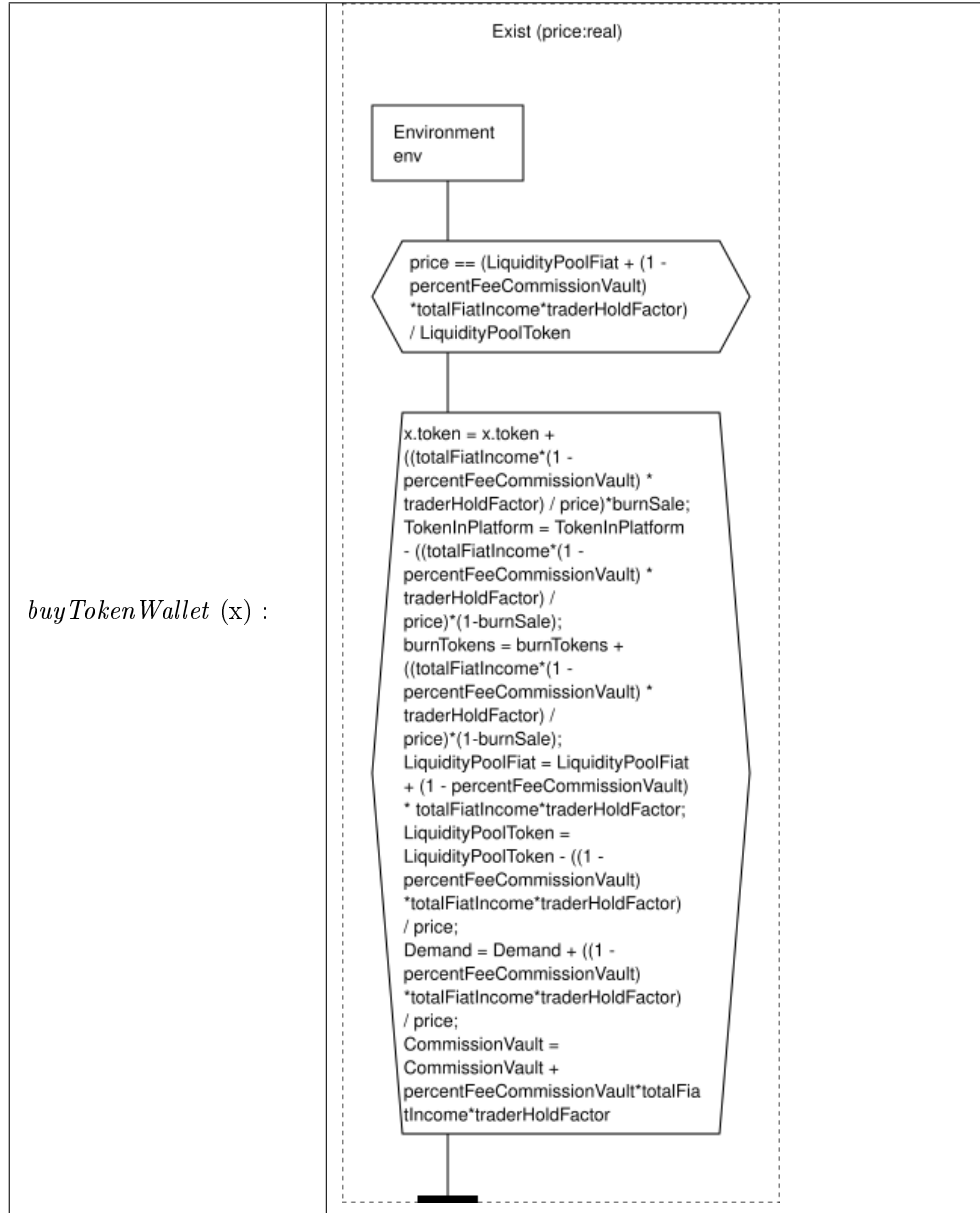 Exist (price:real)
Environment
env
price == (LiquidityPoolFiat + (1 -
percentFeeCommissionVault)
*totalFiatIncome*traderHoldFactor)
/ LiquidityPoolToken
buyTokenWallet (x) :
x.token = x.token +
((totalFiatIncome*(1 -
percentFeeCommissionVault) *
traderHoldFactor) / price)*burnSale;
TokenInPlatform = TokenInPlatform
- ((totalFiatIncome*(1 -
percentFeeCommissionVault) *
traderHoldFactor) /
price)*(1-burnSale);
burnTokens = burnTokens +
((totalFiatIncome*(1 -
percentFeeCommissionVault) *
traderHoldFactor) /
price)*(1-burnSale);
LiquidityPoolFiat = LiquidityPoolFiat
+ (1 - percentFeeCommissionVault)
* totalFiatIncome*traderHoldFactor;
LiquidityPoolToken =
LiquidityPoolToken - ((1 -
percentFeeCommissionVault)
*totalFiatIncome*traderHoldFactor)
/ price;
Demand = Demand + ((1 -
percentFeeCommissionVault)
*totalFiatIncome*traderHoldFactor)
/ price;
CommissionVault =
CommissionVault +
percentFeeCommissionVault*totalFia
tIncome*traderHoldFactor